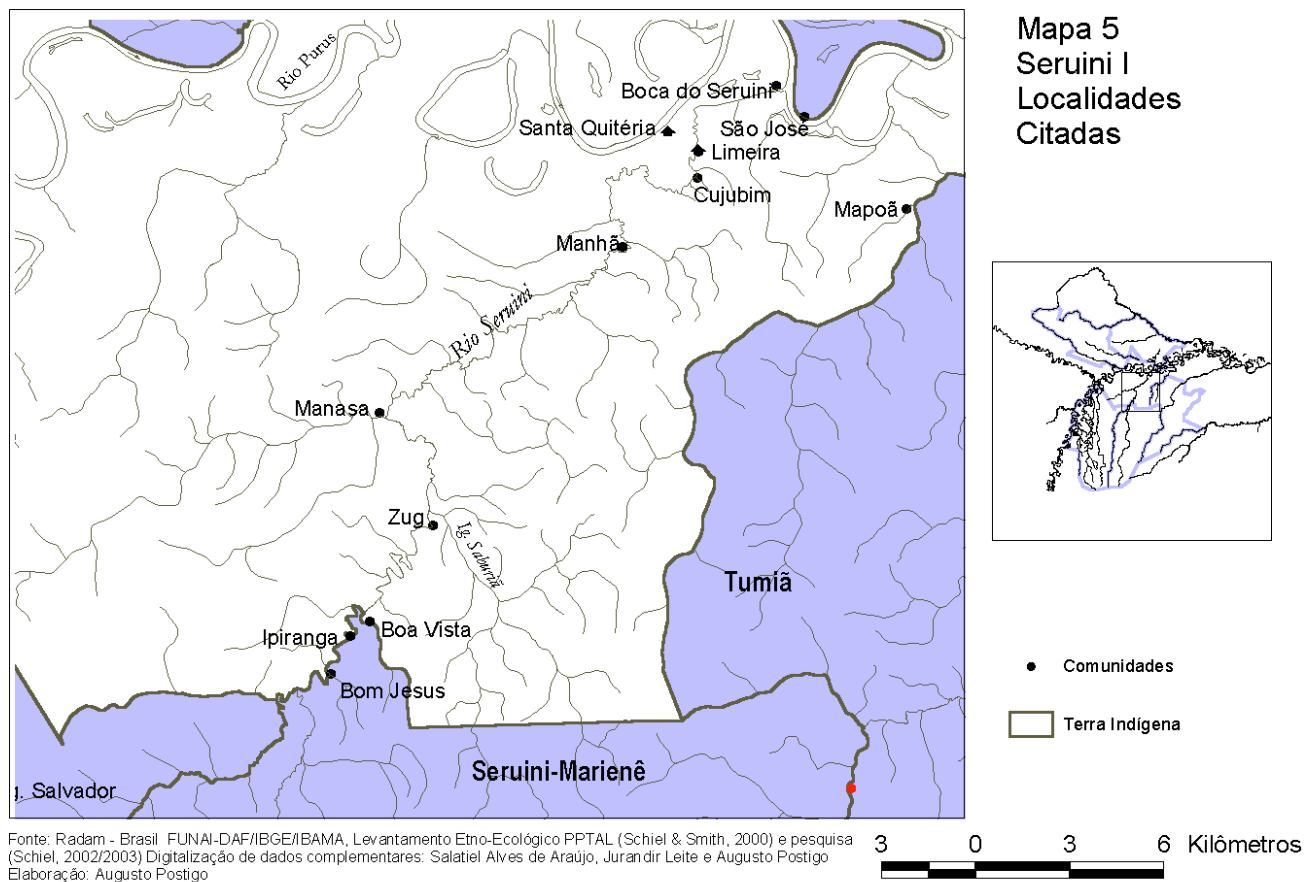 Mapa 5
Seruini I
Localidades
Citadas
Rio Purus
Boca do Seruini
Santa Quitéria
São José
Limeira
Cujubim
Mapoã
Manhã
Rio Seruini
Manasa
Zug
Ig. Saburiã
Tumiã
Ipiranga
Boa Vista
Bom Jesus
Seruini-Marienê
g. Salvador
Comunidades
Terra Indígena
Fonte: Radam - Brasil FUNAI-DAF/IBGE/IBAMA, Levantamento Etno-Ecológico PPTAL (Schiel & Smith, 2000) e pesquisa
(Schiel, 2002/2003) Digitalização de dados complementares: Salatiel Alves de Araújo, Jurandir Leite e Augusto Postigo
Elaboração: Augusto Postigo
3 0 3 6 Kilômetros